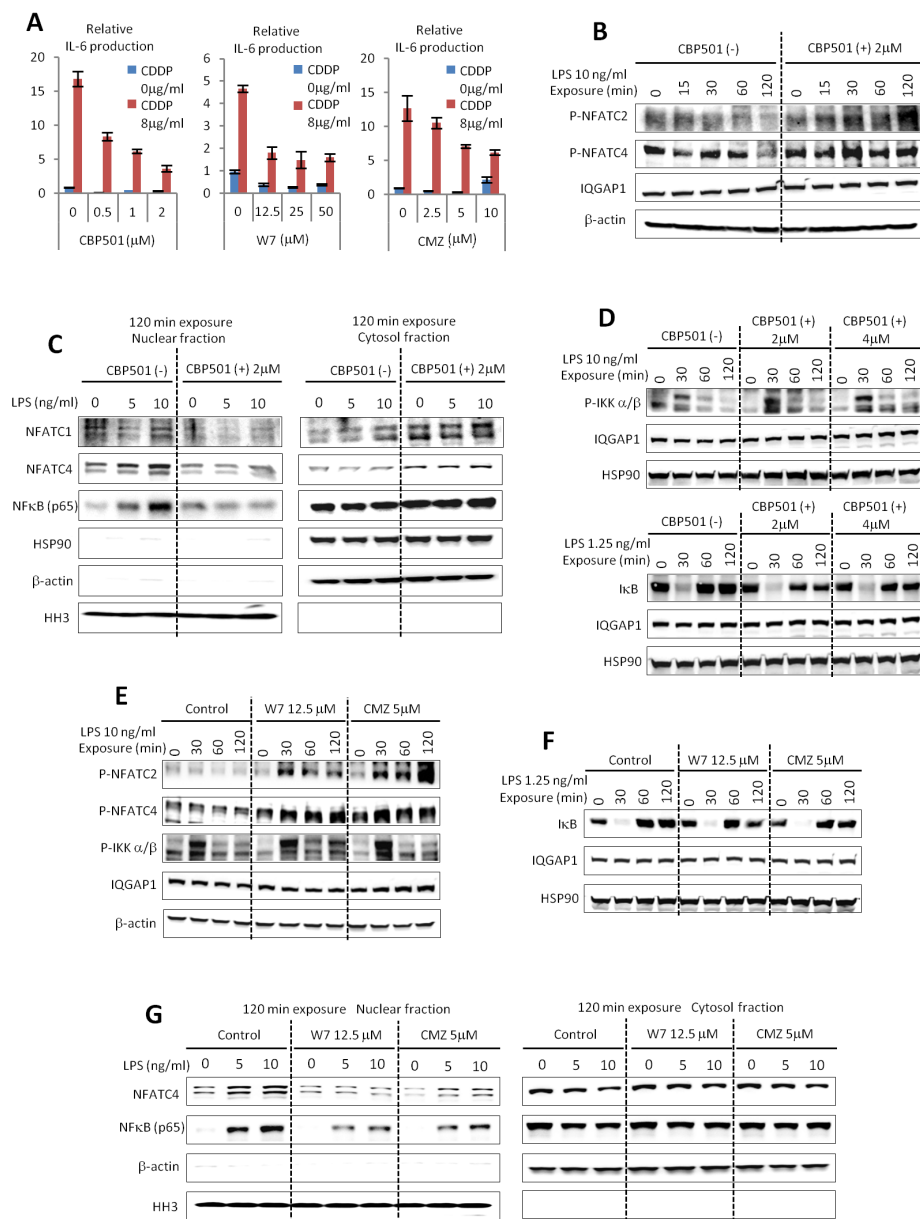 A
Relative
IL-6 production
20
15
10
5
0
CDDP
0µg/ml
CDDP
8µg/ml
0 0.5 1 2
CBP501(µM)
Relative
IL-6 production
6
5
4
3
2
1
0
CDDP
0µg/ml
CDDP
8µg/ml
0 12.5 25 50
W7 (µM)
Relative
IL-6 production
20
15
10
5
0
CDDP
0µg/ml
CDDP
8µg/ml
0 2.5 5 10
CMZ (µM)
B
CBP501 (-) CBP501 (+) 2µM
LPS 10 ng/ml
Exposure (min)
0 15 30 60 120 0 15 30 60 120
P-NFATC2
P-NFATC4
IQGAP1
β-actin
C
120 min exposure
Nuclear fraction
120 min exposure
Cytosol fraction
CBP501 (-) CBP501 (+) 2µM CBP501 (-) CBP501 (+) 2µM
LPS (ng/ml) 0 5 10 0 5 10 0 5 10 0 5 10
NFATC1
NFATC4
NFκB (p65)
HSP90
β-actin
HH3
D
CBP501 (-) CBP501 (+) 2µM CBP501 (+) 4µM
LPS 10 ng/ml
Exposure (min)
0 30 60 120 0 30 60 120 0 30 60 120
P-IKK α/β
IQGAP1
HSP90
CBP501 (-) CBP501 (+) 2µM CBP501 (+) 4µM
LPS 1.25 ng/ml
Exposure (min)
0 30 60 120 0 30 60 120 0 30 60 120
IκB
IQGAP1
HSP90
E
Control W7 12.5 µM CMZ 5µM
LPS 10 ng/ml
Exposure (min)
0 30 60 120 0 30 60 120 0 30 60 120
P-NFATC2
P-NFATC4
P-IKK α/β
IQGAP1
β-actin
F
Control W7 12.5 µM CMZ 5µM
LPS 1.25 ng/ml
Exposure (min)
0 30 60 120 0 30 60 120 0 30 60 120
IκB
IQGAP1
HSP90
G
120 min exposure Nuclear fraction 120 min exposure Cytosol fraction
Control W7 12.5 µM CMZ 5µM Control W7 12.5 µM CMZ 5µM
LPS (ng/ml) 0 5 10 0 5 10 0 5 10 0 5 10 0 5 10 0 5 10
NFATC4
NFκB (p65)
β-actin
HH3